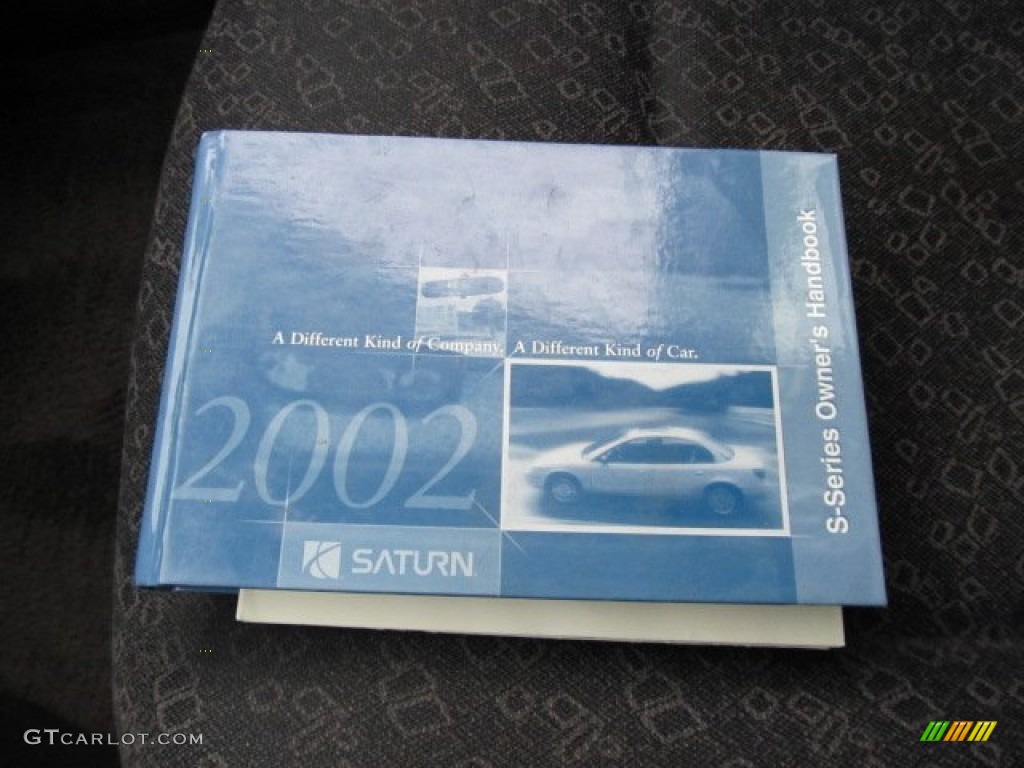 A Different Kind of Company. A Different Kind of Car.
2002
SATURN
S-Series Owner's Handbook
GTCARLOT.COM